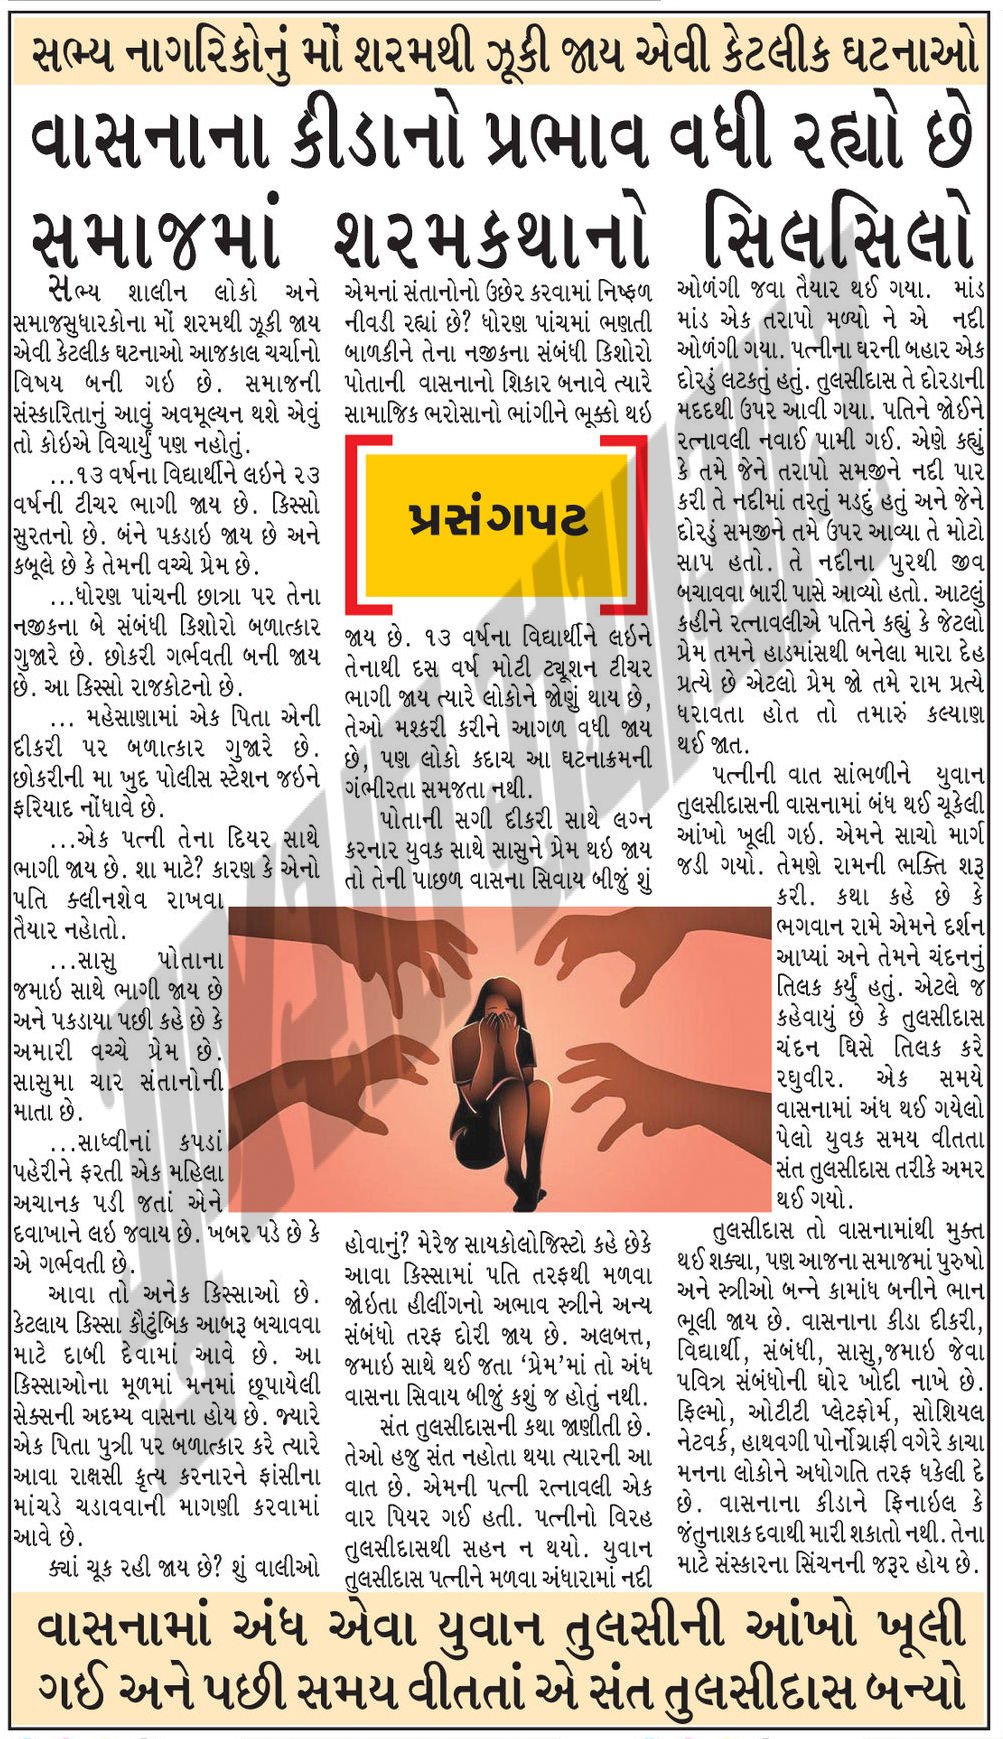 સભ્ય નાગરિકોનું મોં શરમથી ઝૂકી જાય એવી કેટલીક ઘટનાઓ
વાસનાના કીડાનો પ્રભાવ વધી રહ્યો છે
સમાજમાં શરમકથાનો સિલસિલો
સભ્ય શાલીન લોકો અને
સમાજસુધારકોના મોં શરમથી ઝૂકી જાય
એવી કેટલીક ઘટનાઓ આજકાલ ચર્ચાનો
વિષય બની ગઇ છે. સમાજની
સંસ્કારિતાનું આવું અવમૂલ્યન થશે એવું
તો કોઇએ વિચાર્યું પણ નહોતું.
...૧૩ વર્ષના વિદ્યાર્થીને લઇને ૨૩
વર્ષની ટીચર ભાગી જાય છે. કિસ્સો
સુરતનો છે. બંને પકડાઇ જાય છે અને
કબૂલે છે કે તેમની વચ્ચે પ્રેમ છે.
...ધોરણ પાંચની છાત્રા પર તેના
નજીકના બે સંબંધી કિશોરો બળાત્કાર
ગુજારે છે. છોકરી ગર્ભવતી બની જાય
છે. આ કિસ્સો રાજકોટનો છે.
... મહેસાણામાં એક પિતા એની
દીકરી પર બળાત્કાર ગુજારે છે.
છોકરીની મા ખુદ પોલીસ સ્ટેશન જઇને
ફરિયાદ નોંધાવે છે.
...એક પત્ની તેના દિયર સાથે
ભાગી જાય છે. શા માટે? કારણ કે એનો
પતિ ક્લીનશેવ રાખવા
તૈયાર નહોતો.
...સાસુ પોતાના
જમાઇ સાથે ભાગી જાય છે
અને પકડાયા પછી કહે છે કે
અમારી વચ્ચે પ્રેમ છે.
સાસુમા ચાર સંતાનોની
માતા છે.
...સાધ્વીનાં કપડાં
પહેરીને ફરતી એક મહિલા
અચાનક પડી જતાં એને
દવાખાને લઇ જવાય છે. ખબર પડે છે કે
એ ગર્ભવતી છે.
આવા તો અનેક કિસ્સાઓ છે.
કેટલાય કિસ્સા કૌટુંબિક આબરૂ બચાવવા
માટે દાબી દેવામાં આવે છે. આ
કિસ્સાઓના મૂળમાં મનમાં છૂપાયેલી
સેક્સની અદમ્ય વાસના હોય છે. જ્યારે
એક પિતા પુત્રી પર બળાત્કાર કરે ત્યારે
આવા રાક્ષસી કૃત્ય કરનારને ફાંસીના
માંચડે ચડાવવાની માગણી કરવામાં
આવે છે.
ક્યાં ચૂક રહી જાય છે? શું વાલીઓ
એમનાં સંતાનોનો ઉછેર કરવામાં નિષ્ફળ
નીવડી રહ્યાં છે? ધોરણ પાંચમાં ભણતી
બાળકીને તેના નજીકના સંબંધી કિશોરો
પોતાની વાસનાનો શિકાર બનાવે ત્યારે
સામાજિક ભરોસાનો ભાંગીને ભૂક્કો થઇ
પ્રસંગપટ
જાય છે. ૧૩ વર્ષના વિદ્યાર્થીને લઇને
તેનાથી દસ વર્ષ મોટી ટ્યૂશન ટીચર
ભાગી જાય ત્યારે લોકોને જોણું થાય છે,
તેઓ મશ્કરી કરીને આગળ વધી જાય
છે, પણ લોકો કદાચ આ ઘટનાક્રમની
ગંભીરતા સમજતા નથી.
પોતાની સગી દીકરી સાથે લગ્ન
કરનાર યુવક સાથે સાસુને પ્રેમ થઇ જાય
તો તેની પાછળ વાસના સિવાય બીજું શું
હોવાનું? મેરેજ સાયકોલોજિસ્ટો કહે છેકે
આવા કિસ્સામાં પતિ તરફથી મળવા
જોઇતા હીલીંગનો અભાવ સ્ત્રીને અન્ય
સંબંધો તરફ દોરી જાય છે. અલબત્ત,
જમાઇ સાથે થઈ જતા ‘પ્રેમ’માં તો અંધ
વાસના સિવાય બીજું કશું જ હોતું નથી.
સંત તુલસીદાસની કથા જાણીતી છે.
તેઓ હજુ સંત નહોતા થયા ત્યારની આ
વાત છે. એમની પત્ની રત્નાવલી એક
વાર પિયર ગઈ હતી. પત્નીનો વિરહ
તુલસીદાસથી સહન ન થયો. યુવાન
તુલસીદાસ પત્નીને મળવા અંધારામાં નદી
ઓળંગી જવા તૈયાર થઈ ગયા. માંડ
માંડ એક તરાપો મળ્યો ને એ નદી
ઓળંગી ગયા. પત્નીના ઘરની બહાર એક
દોરડું લટકતું હતું. તુલસીદાસ તે દોરડાની
મદદથી ઉપર આવી ગયા. પતિને જોઈને
રત્નાવલી નવાઈ પામી ગઈ. એણે કહ્યું
કે તમે જેને તરાપો સમજીને નદી પાર
કરી તે નદીમાં તરતું મડદું હતું અને જેને
દોરડું સમજીને તમે ઉપર આવ્યા તે મોટો
સાપ હતો. તે નદીના પુરથી જીવ
બચાવવા બારી પાસે આવ્યો હતો. આટલું
કહીને રત્નાવલીએ પતિને કહ્યું કે જેટલો
પ્રેમ તમને હાડમાંસથી બનેલા મારા દેહ
પ્રત્યે છે એટલો પ્રેમ જો તમે રામ પ્રત્યે
ધરાવતા હોત તો તમારું કલ્યાણ
થઈ જાત.
પત્નીની વાત સાંભળીને યુવાન
તુલસીદાસની વાસનામાં બંધ થઈ ચૂકેલી
આંખો ખૂલી ગઇ. એમને સાચો માર્ગ
જડી ગયો. તેમણે રામની ભક્તિ શરૂ
કરી. કથા કહે છે કે
ભગવાન રામે એમને દર્શન
આપ્યાં અને તેમને ચંદનનું
તિલક કર્યું હતું. એટલે જ
કહેવાયું છે કે તુલસીદાસ
ચંદન ઘિસે તિલક કરે
રઘુવીર. એક સમયે
વાસનામાં અંધ થઈ ગયેલો
પેલો યુવક સમય વીતતા
સંત તુલસીદાસ તરીકે અમર
થઈ ગયો.
તુલસીદાસ તો વાસનામાંથી મુક્ત
થઈ શક્યા, પણ આજના સમાજમાં પુરુષો
અને સ્ત્રીઓ બન્ને કામાંધ બનીને ભાન
ભૂલી જાય છે. વાસનાના કીડા દીકરી,
વિદ્યાર્થી, સંબંધી, સાસુ,જમાઇ જેવા
પવિત્ર સંબંધોની ઘોર ખોદી નાખે છે.
ફિલ્મો, ઓટીટી પ્લેટફોર્મ, સોશિયલ
નેટવર્ક, હાથવગી પોર્નોગ્રાફી વગેરે કાચા
મનના લોકોને અધોગતિ તરફ ધકેલી દે
છે. વાસનાના કીડાને ફિનાઇલ કે
જંતુનાશક દવાથી મારી શકાતો નથી. તેના
માટે સંસ્કારના સિંચનની જરૂર હોય છે.
વાસનામાં અંધ એવા યુવાન તુલસીની આંખો ખૂલી
ગઈ અને પછી સમય વીતતાં એ સંત તુલસીદાસ બન્યો